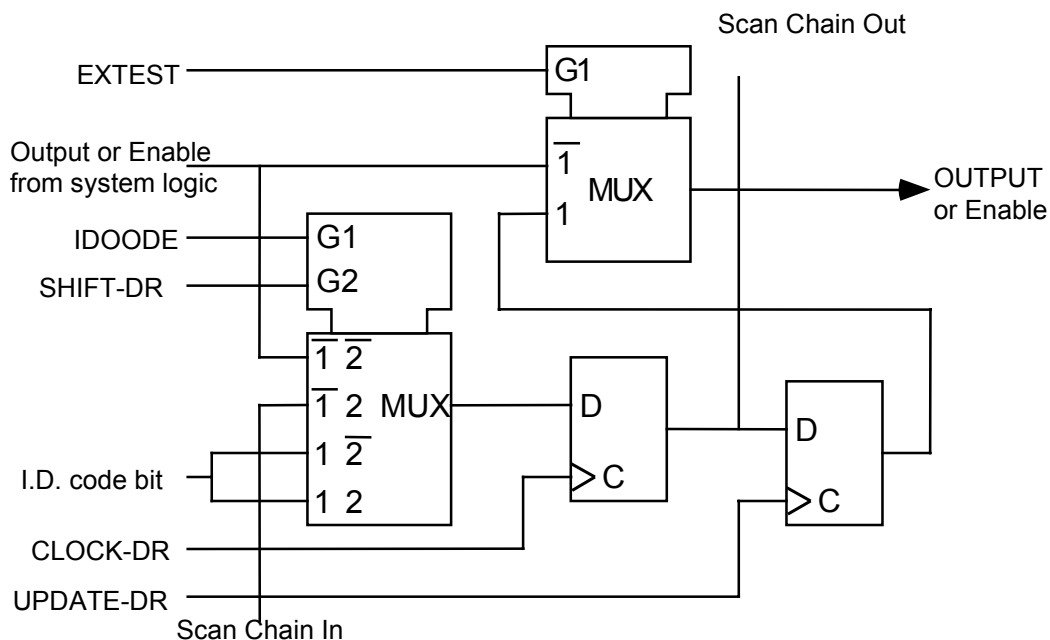 Scan Chain Out
EXTEST
G1
Output or Enable
from system logic
1
MUX
1
OUTPUT
or Enable
IDOODE
G1
SHIFT-DR
G2
1 2
1 2 MUX
1 2
1 2
I.D. code bit
D
C
D
C
CLOCK-DR
UPDATE-DR
Scan Chain In